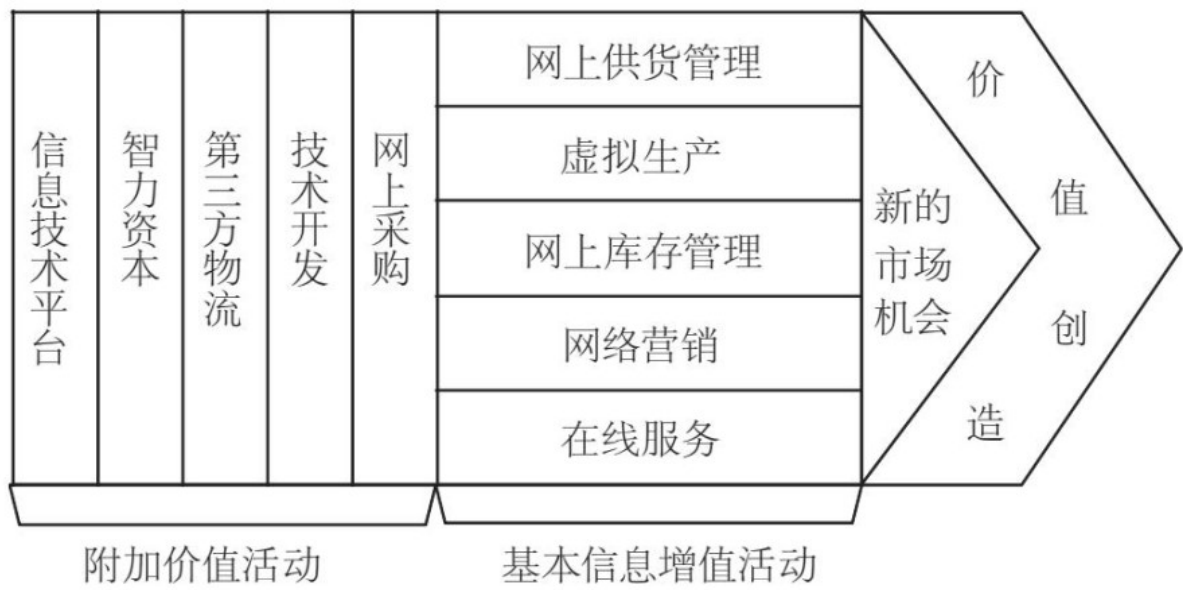 信息技术平台
智力资本
第三方物流
技术开发
网上采购
网上供货管理
虚拟生产
网上库存管理
网络营销
在线服务
新的
市场
机会
价值创造
附加价值活动
基本信息增值活动